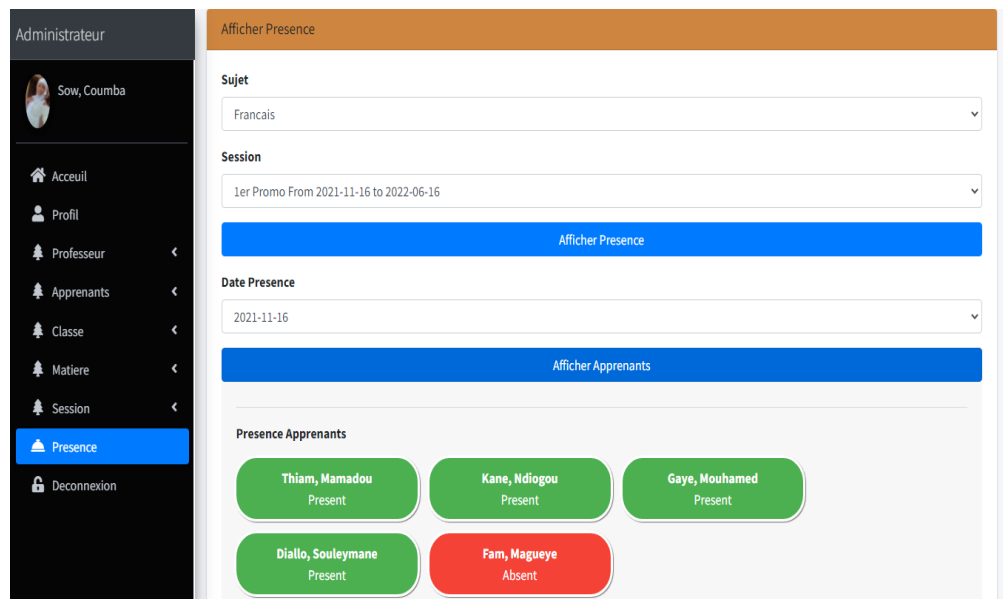 Administrateur
Sow, Coumba
Acceuil
Profil
Professeur
Apprenants
Classe
Matiere
Session
Presence
Deconnexion
Afficher Presence
Sujet
Francais
Session
1er Promo From 2021-11-16 to 2022-06-16
Afficher Presence
Date Presence
2021-11-16
Afficher Apprenants
Presence Apprenants
Thiam, Mamadou
Present
Kane, Ndiogou
Present
Gaye, Mouhamed
Present
Diallo, Souleymane
Present
Fam, Magueye
Absent